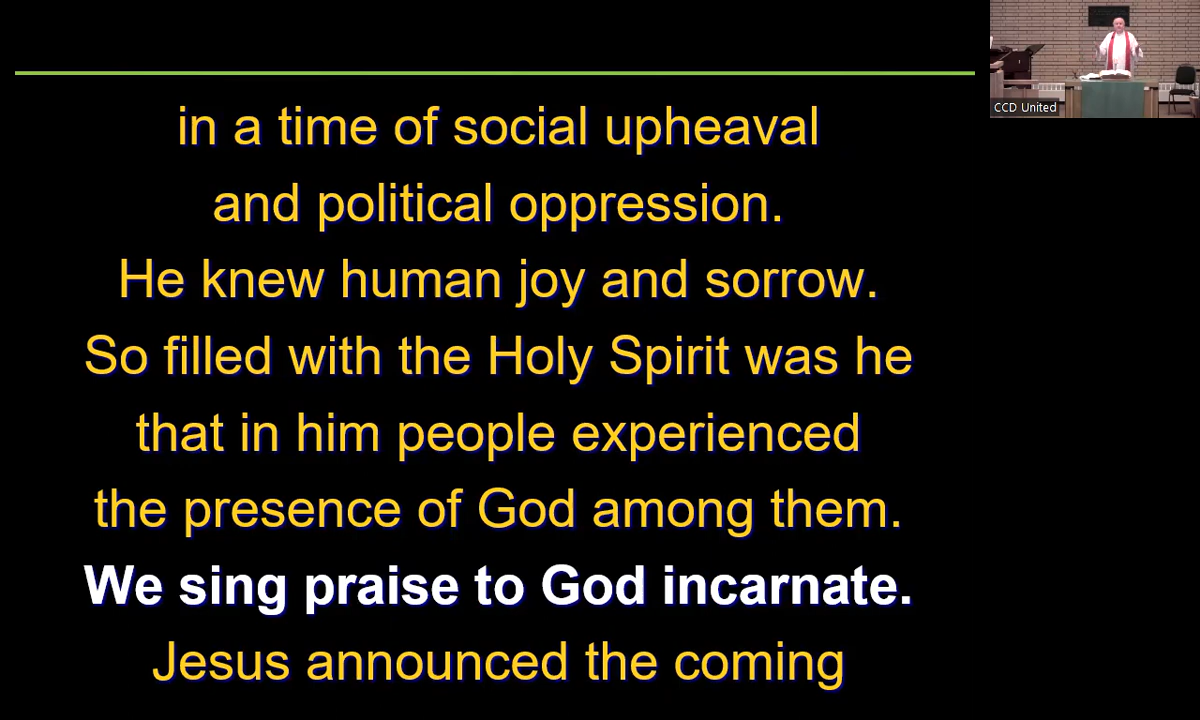 in a time of social upheaval
and political oppression.
He knew human joy and sorrow.
So filled with the Holy Spirit was he
that in him people experienced
the presence of God among them.
We sing praise to God incarnate.
Jesus announced the coming
CCD United